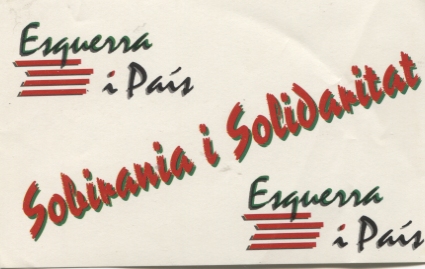 Esquerra
i País
Sobirania i Solidaritat
Esquerra
i País